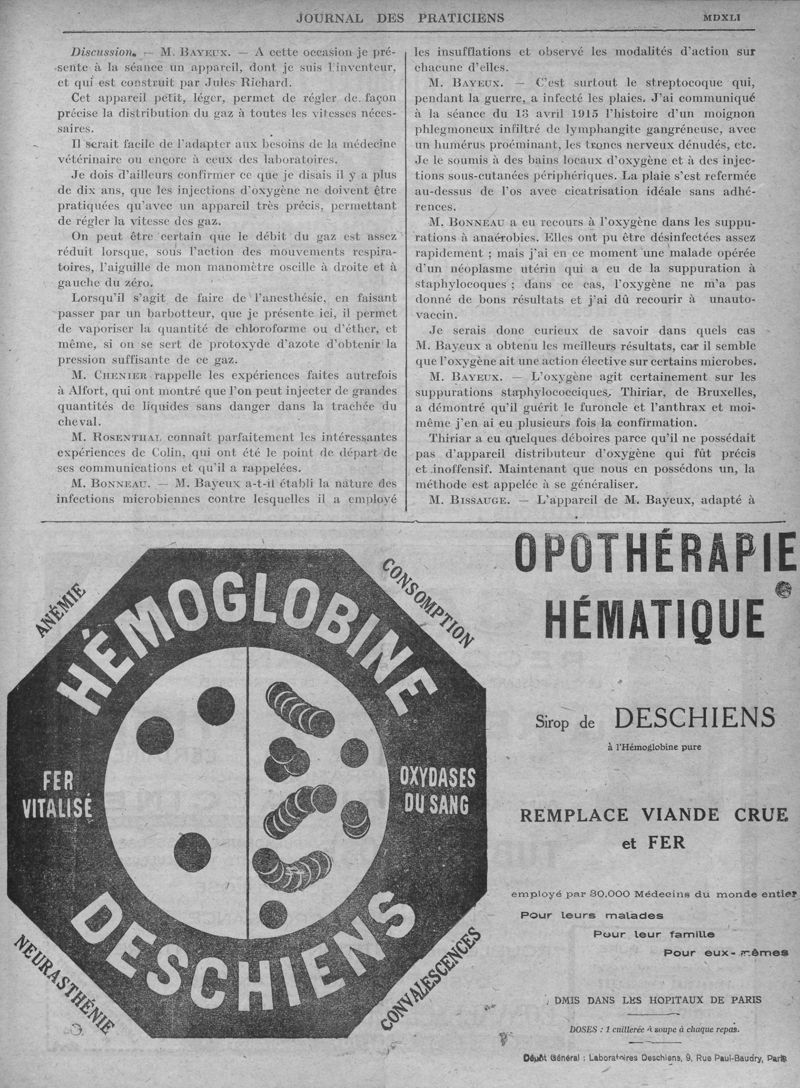 JOURNAL DES PRATICIENS
MDXLI
Discussion. — M. BAYEUX. — A cette occasion je pré-
sente à la séance un appareil, dont je suis l'inventeur,
et qui est construit par Jules Richard.
Cet appareil petit, léger, permet de régler de façon
précise la distribution du gaz à toutes les vitesses néces-
saires.
Il serait facile de l'adapter aux besoins de la médecine
vétérinaire ou encore à ceux des laboratoires.
Je dois d'ailleurs confirmer ce que je disais il y a plus
de dix ans, que les injections d'oxygène ne doivent être
pratiquées qu'avec un appareil très précis, permettant
de régler la vitesse des gaz.
On peut être certain que le débit du gaz est assez
réduit lorsque, sous l'action des mouvements respira-
toires, l'aiguille de mon manomètre oscille à droite et à
gauche du zéro.
Lorsqu'il s'agit de faire de l'anesthésie, en faisant
passer par un barbotteur, que je présente ici, il permet
de vaporiser la quantité de chloroforme ou d'éther, et
même, si on se sert de protoxyde d'azote d'obtenir la
pression suffisante de ce gaz.
M. CHENIER rappelle les expériences faites autrefois
à Alfort, qui ont montré que l'on peut injecter de grandes
quantités de liquides sans danger dans la trachée du
cheval.
M. ROSENTHAL connaît parfaitement les intéressantes
expériences de Colin, qui ont été le point de départ de
ses communications et qu'il a rappelées.
M. BONNEAU. — M. Bayeux a-t-il établi la nature des
infections microbiennes contre lesquelles il a employé
les insufflations et observé les modalités d'action sur
chacune d'elles.
M. BAYEUX. — C'est surtout le streptocoque qui,
pendant la guerre, a infecté les plaies. J'ai communiqué
à la séance du 13 avril 1915 l'histoire d'un moignon
phlegmoneux infiltré de lymphangite gangréneuse, avec
un humérus proéminant, les troncs nerveux dénudés, etc.
Je le soumis à des bains locaux d'oxygène et à des injec-
tions sous-cutanées périphériques. La plaie s'est refermée
au-dessus de l'os avec cicatrisation idéale sans adhé-
rences.
M. BONNEAU a eu recours à l'oxygène dans les suppu-
rations à anaérobies. Elles ont pu être désinfectées assez
rapidement ; mais j'ai en ce moment une malade opérée
d'un néoplasme utérin qui a eu de la suppuration à
staphylocoques ; dans ce cas, l'oxygène ne m'a pas
donné de bons résultats et j'ai dû recourir à unauto-
vaccin.
Je serais donc curieux de savoir dans quels cas
M. Bayeux a obtenu les meilleurs résultats, car il semble
que l'oxygène ait une action élective sur certains microbes.
M. BAYEUX. — L'oxygène agit certainement sur les
suppurations staphylococciques. Thiriar, de Bruxelles,
a démontré qu'il guérit le furoncle et l'anthrax et moi-
même j'en ai eu plusieurs fois la confirmation.
Thiriar a eu quelques déboires parce qu'il ne possédait
pas d'appareil distributeur d'oxygène qui fût précis
et inoffensif. Maintenant que nous en possédons un, la
méthode est appelée à se généraliser.
M. BISSAUGE. — L'appareil de M. Bayeux, adapté à
ANÉMIE
CONSOMPTION
HÉMOGLOBINE
FER
VITALISÉ
OXYDASES
DU SANG
DESCHIENS
NEURASTHÉNIE
CONVALESCENCES
OPOTHÉRAPIE
HÉMATIQUE
Sirop de DESCHIENS
à l'Hémoglobine pure
REMPLACE VIANDE CRUE
et FER
employé par 30.000 Médecins du monde entier
Pour leurs malades
Pour leur famille
Pour eux-mêmes
DMIS DANS LES HOPITAUX DE PARIS
DOSES : 1 cuillerée à soupe à chaque repas.
Dépôt Général : Laboratoires Deschiens, 9, Rue Paul-Baudry, Paris